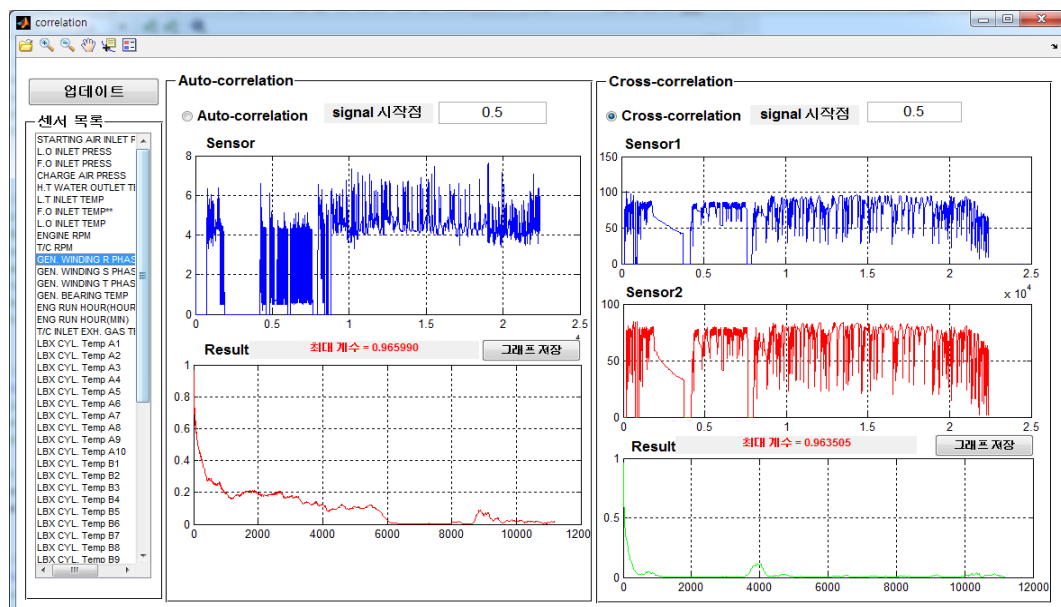 correlation
업데이트
센서 목록
STARTING AIR INLET F
L.O INLET PRESS
F.O INLET PRESS
CHARGE AIR PRESS
H.T WATER OUTLET TE
L.T INLET TEMP
F.O INLET TEMP**
L.O INLET TEMP
ENGINE RPM
T/C RPM
GEN. WINDING R PHAS
GEN. WINDING S PHAS
GEN. WINDING T PHAS
GEN. BEARING TEMP
ENG RUN HOUR(HOUR
ENG RUN HOUR(MIN)
T/C INLET EXH. GAS TE
LBX CYL. Temp A1
LBX CYL. Temp A2
LBX CYL. Temp A3
LBX CYL. Temp A4
LBX CYL. Temp A5
LBX CYL. Temp A6
LBX CYL. Temp A7
LBX CYL. Temp A8
LBX CYL. Temp A9
LBX CYL. Temp A10
LBX CYL. Temp B1
LBX CYL. Temp B2
LBX CYL. Temp B3
LBX CYL. Temp B4
LBX CYL. Temp B5
LBX CYL. Temp B6
LBX CYL. Temp B7
LBX CYL. Temp B8
LBX CYL. Temp B9
Auto-correlation
Auto-correlation signal 시작점 0.5
Sensor
8
6
4
2
0
0 0.5 1 1.5 2 2.5
4
Result 최대 계수 = 0.965990 그래프 저장
1
0.8
0.6
0.4
0.2
0
0 2000 4000 6000 8000 10000 1200
Cross-correlation
Cross-correlation signal 시작점 0.5
Sensor1
150
100
50
0
0 0.5 1 1.5 2 2.5
x 10⁴
Sensor2
100
50
0
0 0.5 1 1.5 2 2.5
Result 최대 계수 = 0.963505 그래프 저장
1
0.5
0
0 2000 4000 6000 8000 10000 12000